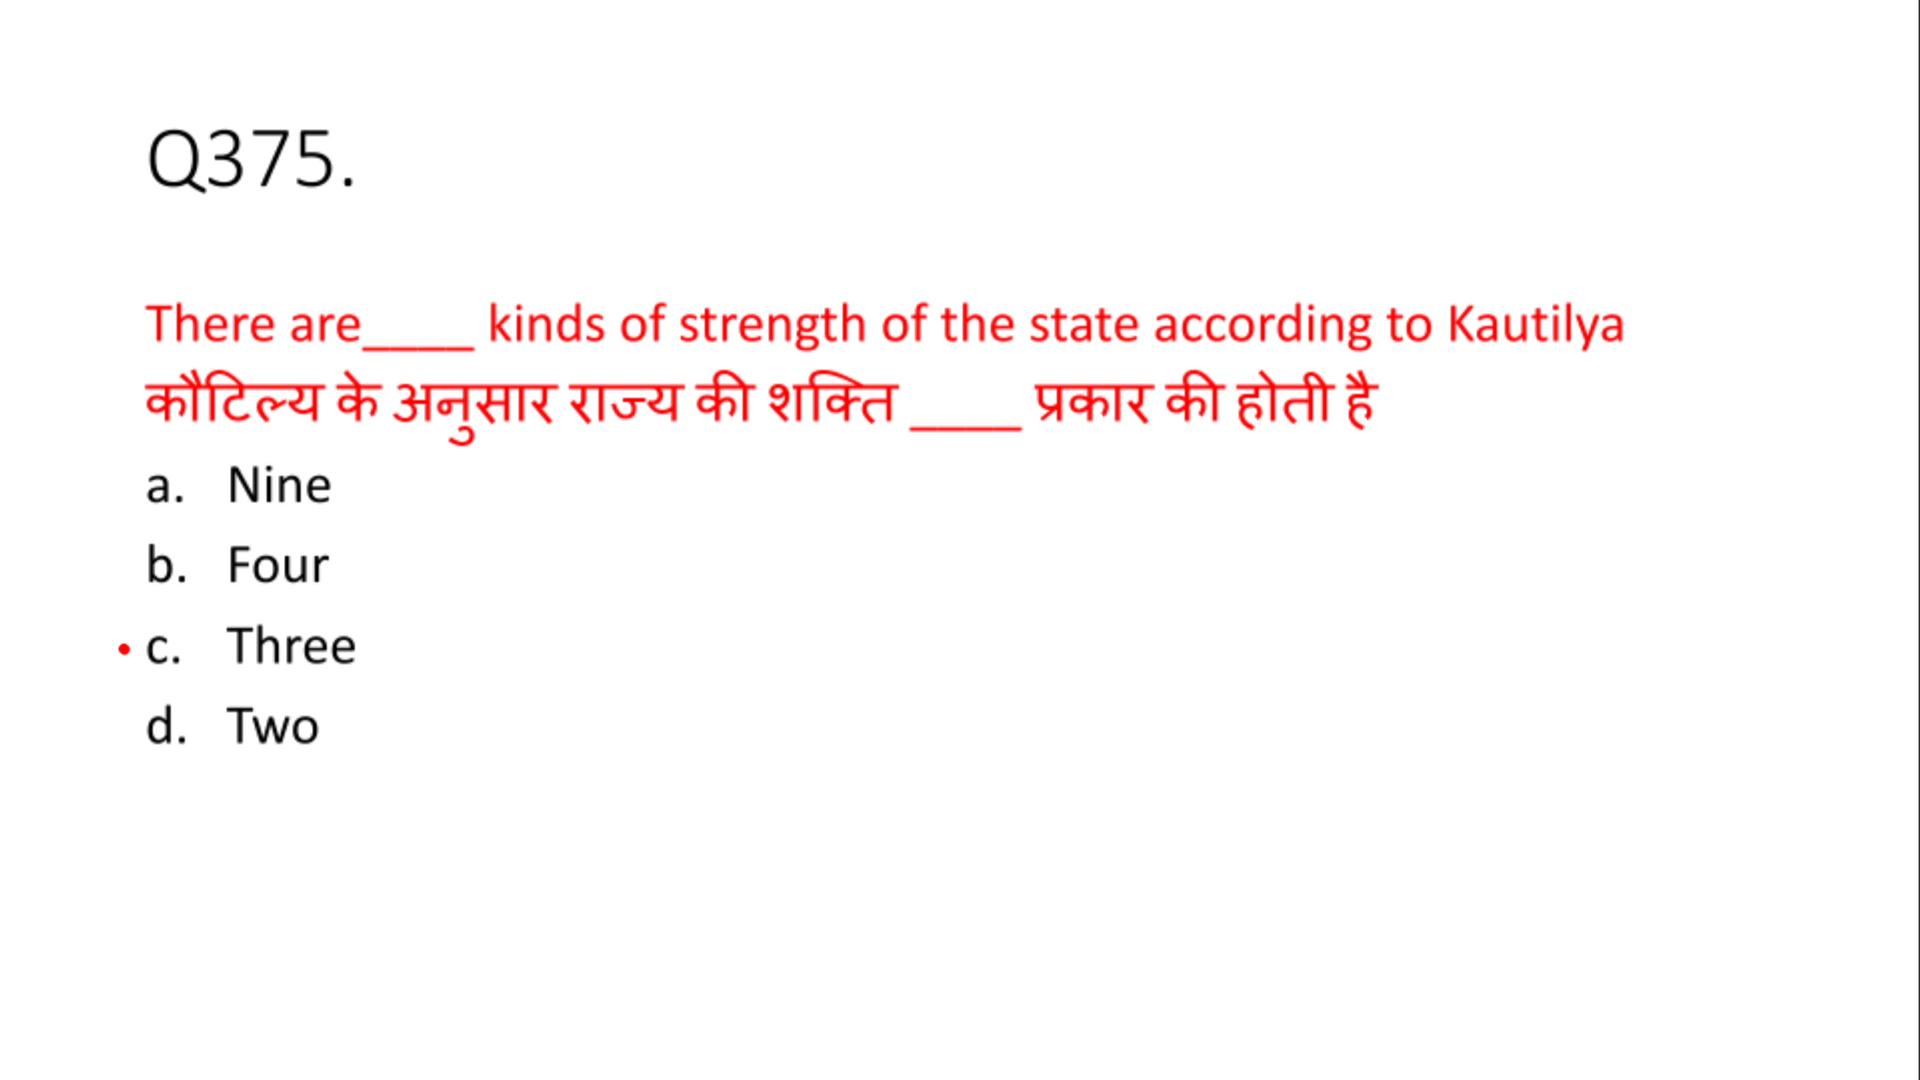 Q375.
There are____ kinds of strength of the state according to Kautilya
कौटिल्य के अनुसार राज्य की शक्ति ____ प्रकार की होती है
a. Nine
b. Four
• c. Three
d. Two